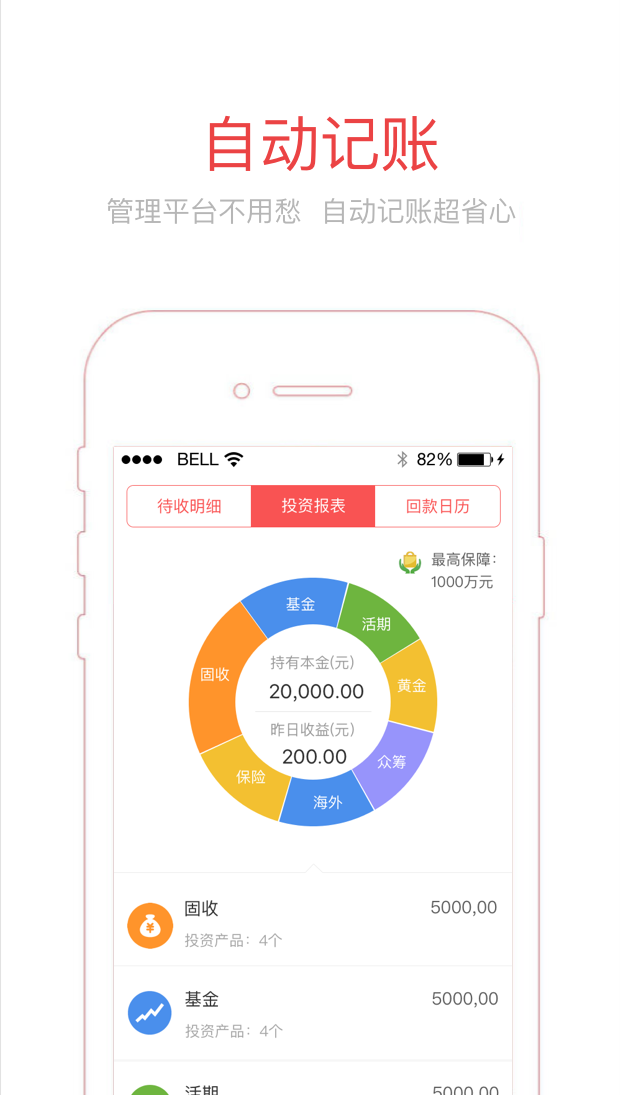 自动记账
管理平台不用愁 自动记账超省心
BELL 82%
待收明细 投资报表 回款日历
最高保障：
1000万元
基金
活期
固收
黄金
持有本金(元)
20,000.00
昨日收益(元)
200.00
众筹
保险
海外
固收 5000,00
投资产品：4个
基金 5000,00
投资产品：4个
活期 5000,00